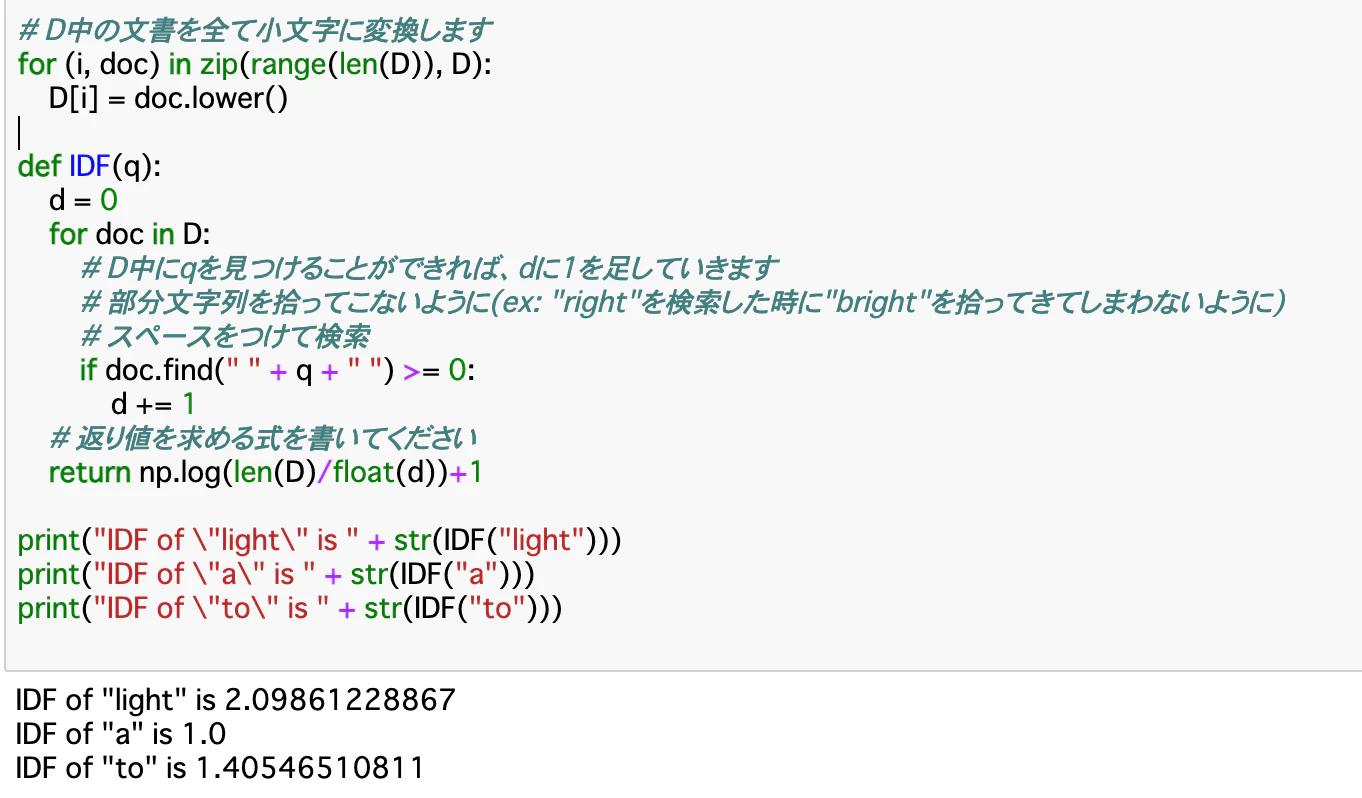 # D中の文書を全て小文字に変換します
for (i, doc) in zip(range(len(D)), D):
    D[i] = doc.lower()
def IDF(q):
    d = 0
    for doc in D:
        # D中にqを見つけることができれば、dに1を足していきます
        # 部分文字列を拾ってこないように(ex: "right"を検索した時に"bright"を拾ってきてしまわないように)
        # スペースをつけて検索
        if doc.find(" " + q + " ") >= 0:
            d += 1
    # 返り値を求める式を書いてください
    return np.log(len(D)/float(d))+1
print("IDF of \"light\" is " + str(IDF("light")))
print("IDF of \"a\" is " + str(IDF("a")))
print("IDF of \"to\" is " + str(IDF("to")))
IDF of "light" is 2.09861228867
IDF of "a" is 1.0
IDF of "to" is 1.40546510811